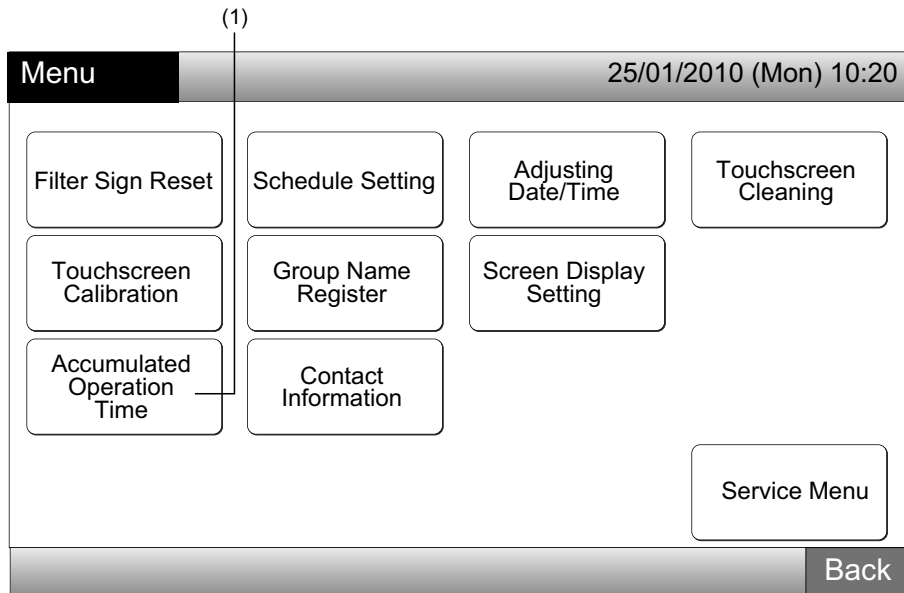 (1)
Menu
25/01/2010 (Mon) 10:20
Filter Sign Reset
Schedule Setting
Adjusting
Date/Time
Touchscreen
Cleaning
Touchscreen
Calibration
Group Name
Register
Screen Display
Setting
Accumulated
Operation
Time
Contact
Information
Service Menu
Back